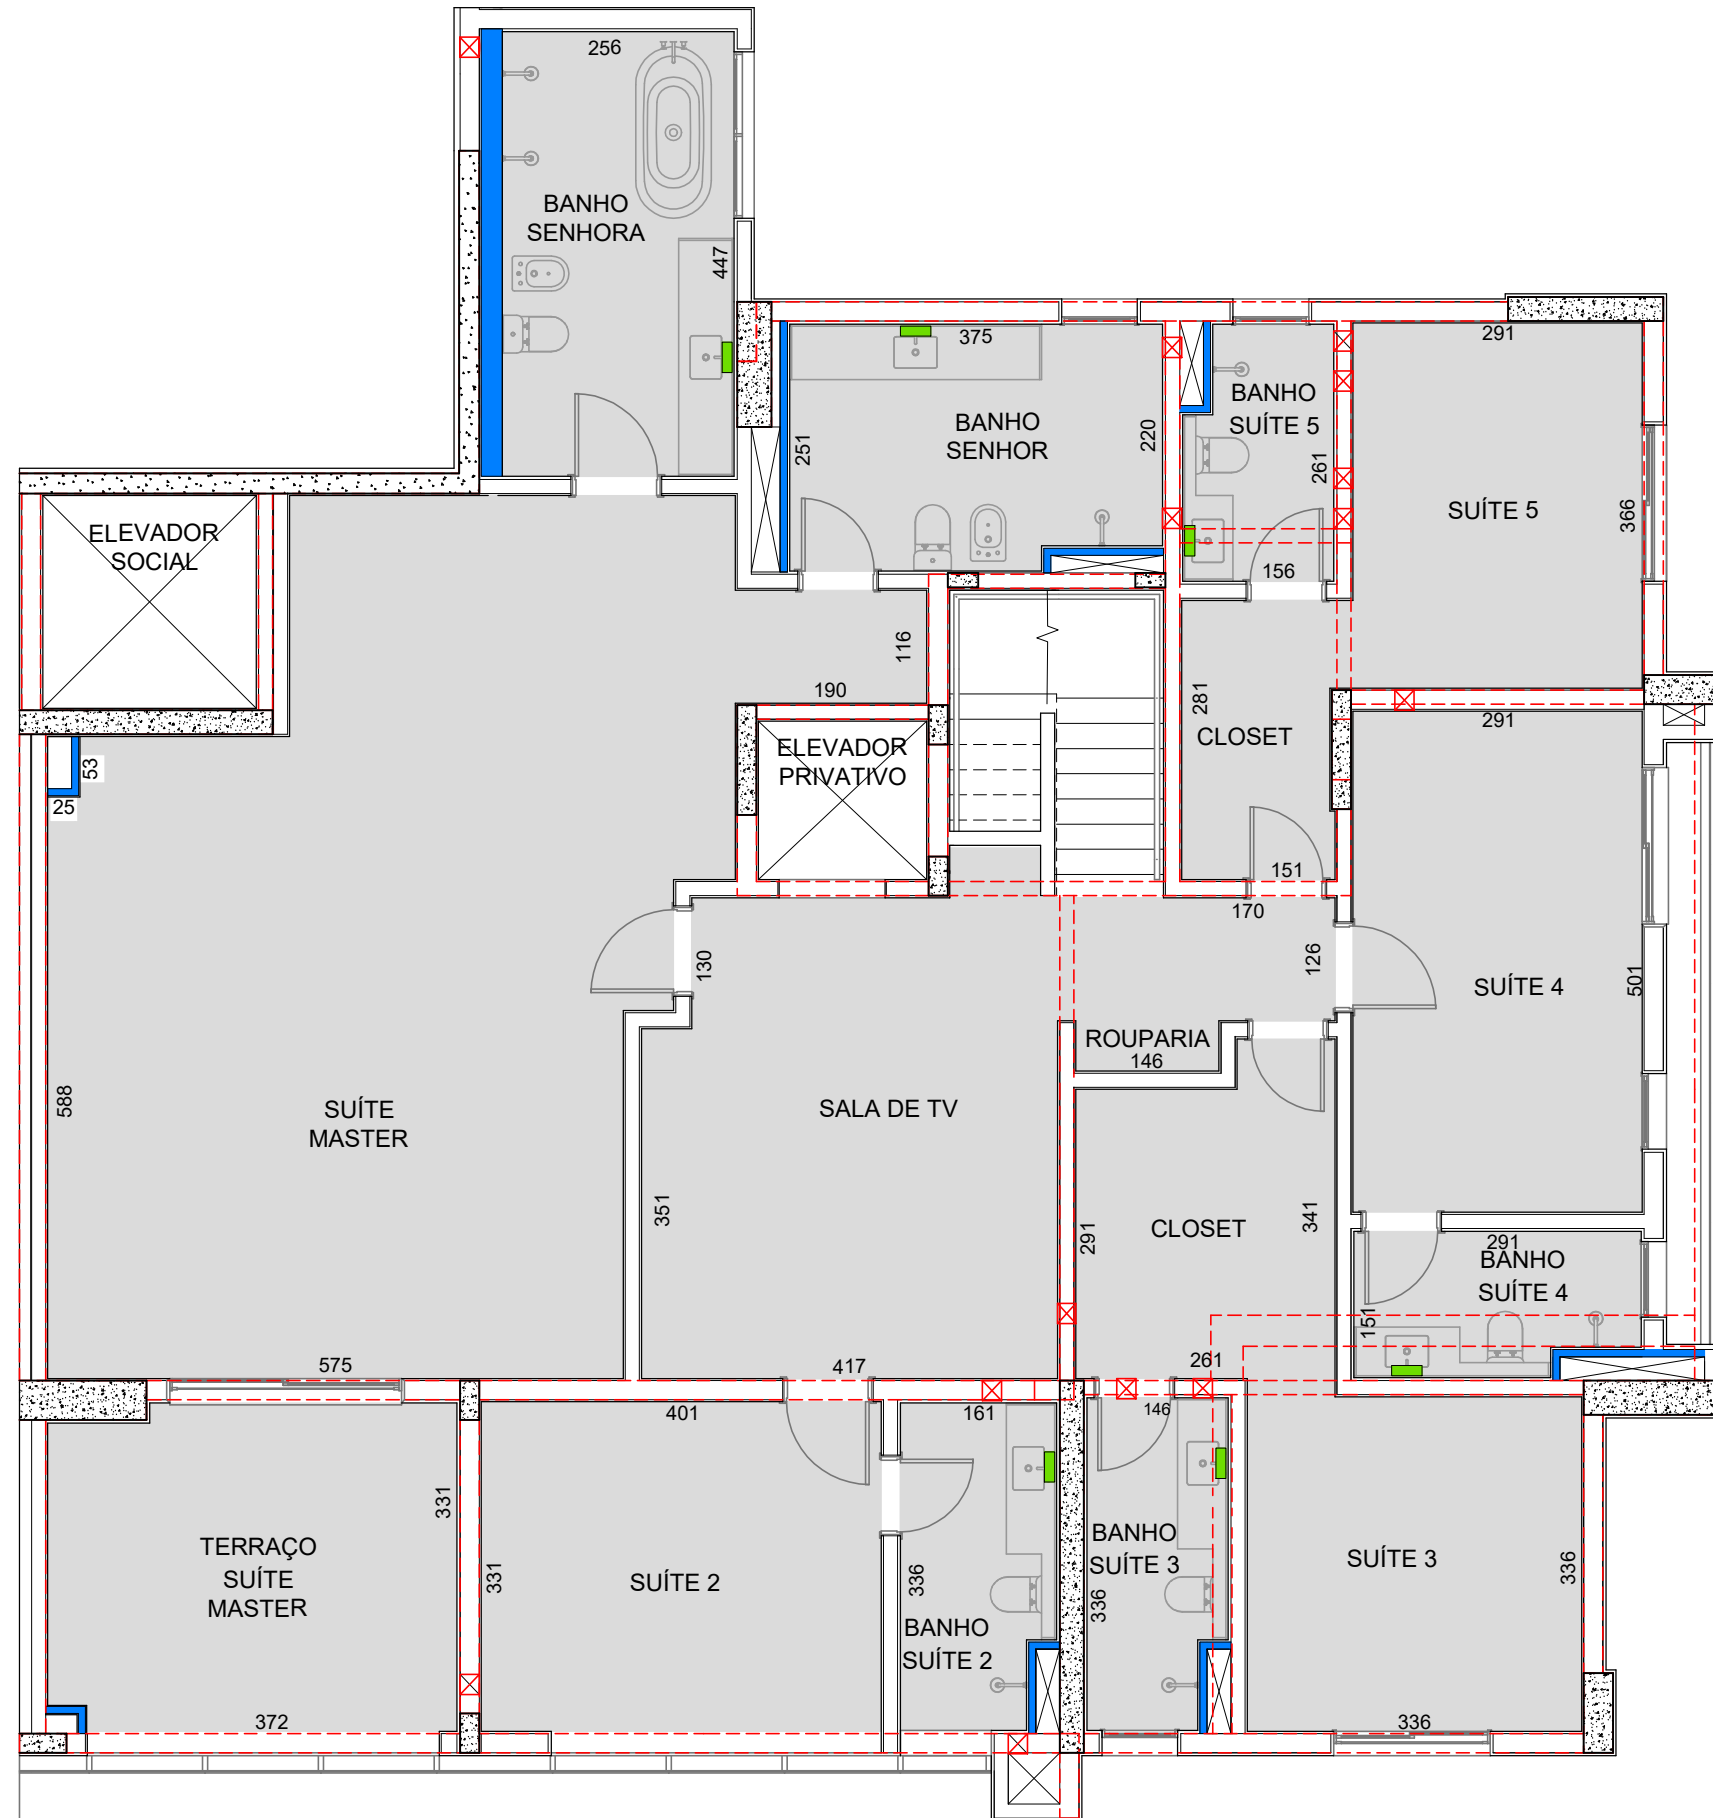 256
BANHO
SENHORA
447
375
BANHO
SENHOR
251
220
BANHO
SUÍTE 5
261
156
291
SUÍTE 5
366
ELEVADOR
SOCIAL
116
190
281
CLOSET
291
ELEVADOR
PRIVATIVO
53
25
151
170
130
126
SUÍTE 4
501
ROUPARIA
146
588
SUÍTE
MASTER
SALA DE TV
351
291
CLOSET
341
291
BANHO
SUÍTE 4
151
575
417
261
401
161
146
331
TERRAÇO
SUÍTE
MASTER
331
SUÍTE 2
336
BANHO
SUÍTE 2
BANHO
SUÍTE 3
336
SUÍTE 3
336
372
336